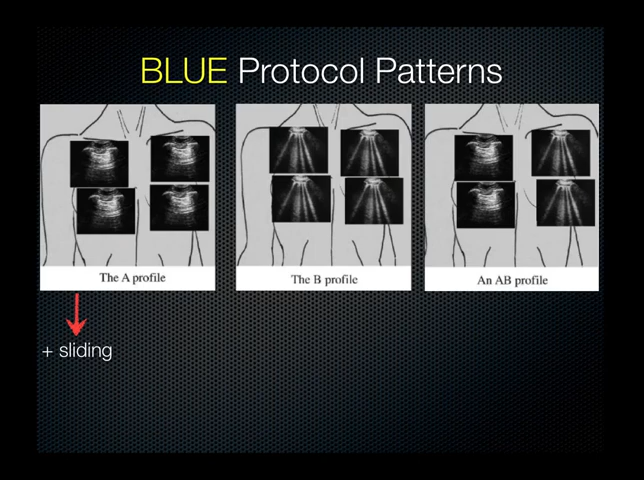 BLUE Protocol Patterns
The A profile
The B profile
An AB profile
+ sliding